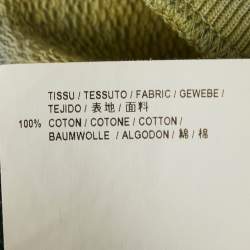 TISSU / TESSUTO / FABRIC / GEWEBE /
TEJIDO / 表地 / 面料
100% COTON / COTONE / COTTON /
BAUMWOLLE / ALGODON / 綿 / 棉